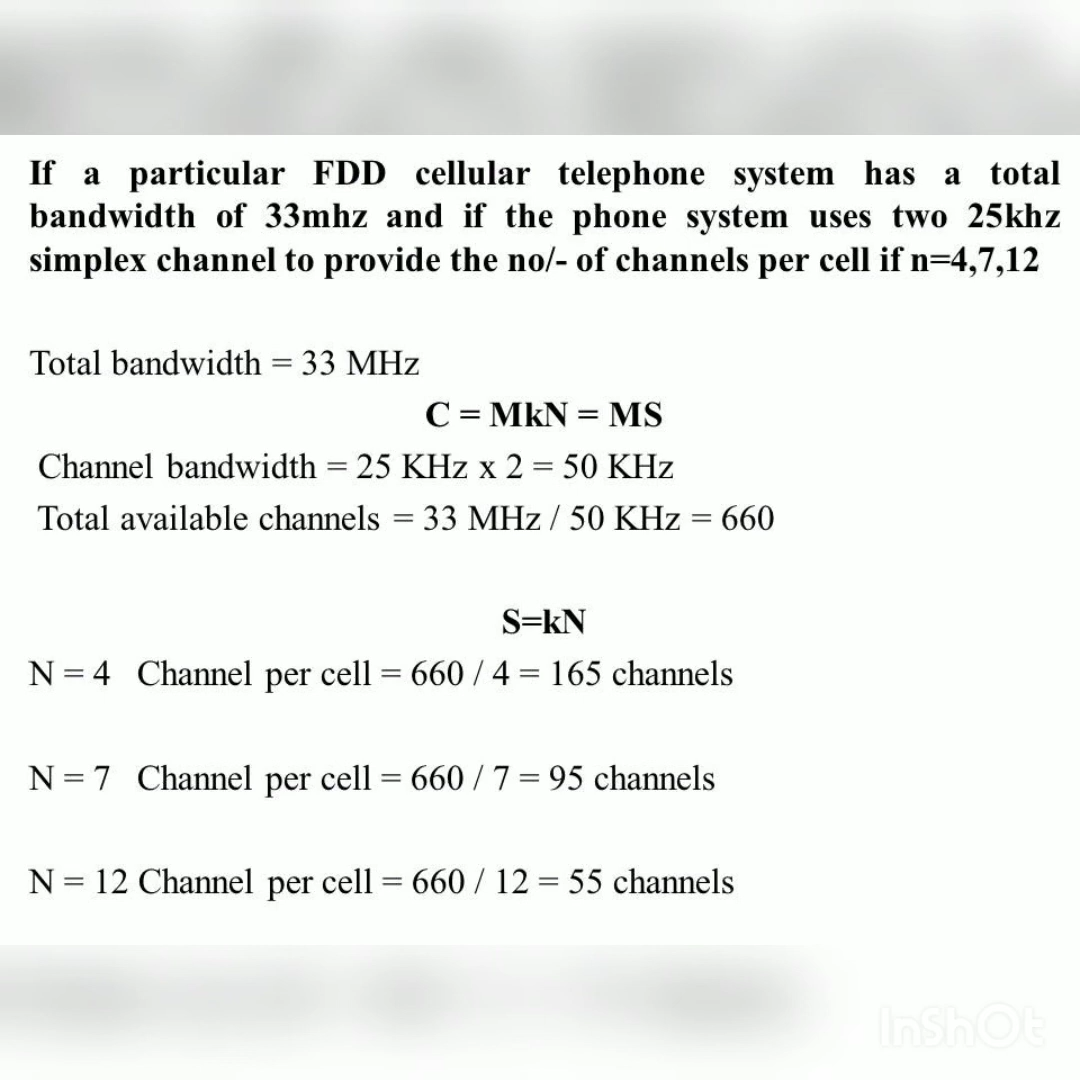 If a particular FDD cellular telephone system has a total
bandwidth of 33mhz and if the phone system uses two 25khz
simplex channel to provide the no/- of channels per cell if n=4,7,12
Total bandwidth = 33 MHz
C = MkN = MS
Channel bandwidth = 25 KHz x 2 = 50 KHz
Total available channels = 33 MHz / 50 KHz = 660
S=kN
N = 4 Channel per cell = 660 / 4 = 165 channels
N = 7 Channel per cell = 660 / 7 = 95 channels
N = 12 Channel per cell = 660 / 12 = 55 channels
InShOt